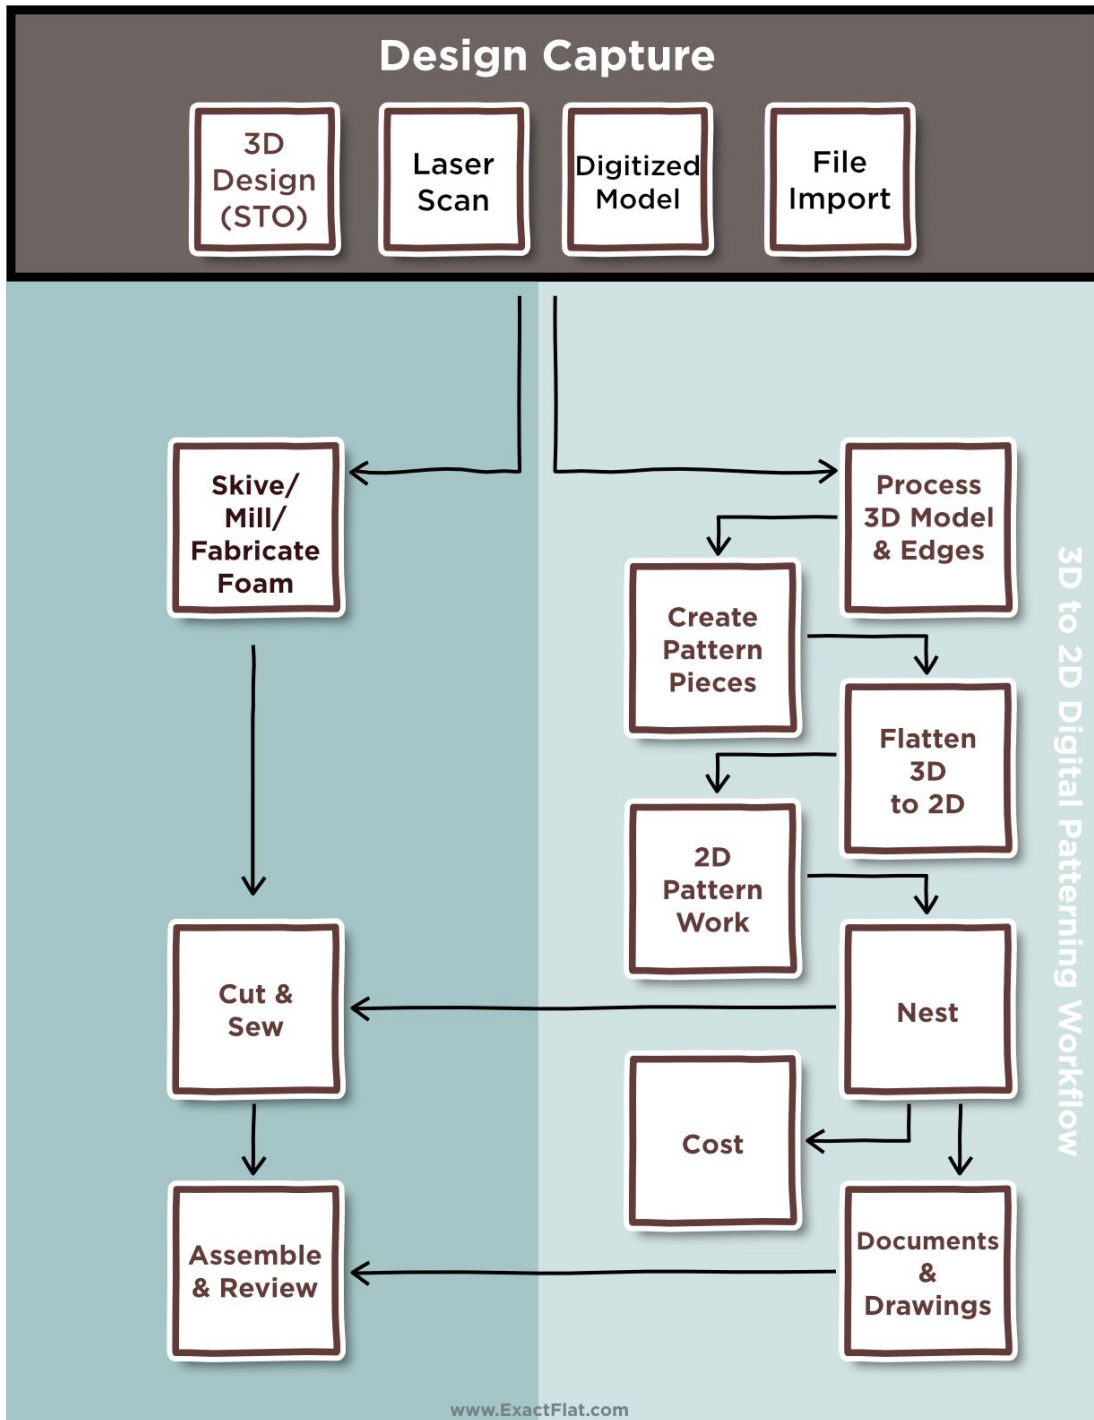 Design Capture
3D
Design
(STO)
Laser
Scan
Digitized
Model
File
Import
Skive/
Mill/
Fabricate
Foam
Process
3D Model
& Edges
Create
Pattern
Pieces
Flatten
3D
to 2D
2D
Pattern
Work
Cut &
Sew
Nest
Cost
Assemble
& Review
Documents
&
Drawings
3D to 2D Digital Patterning Workflow
www.ExactFlat.com